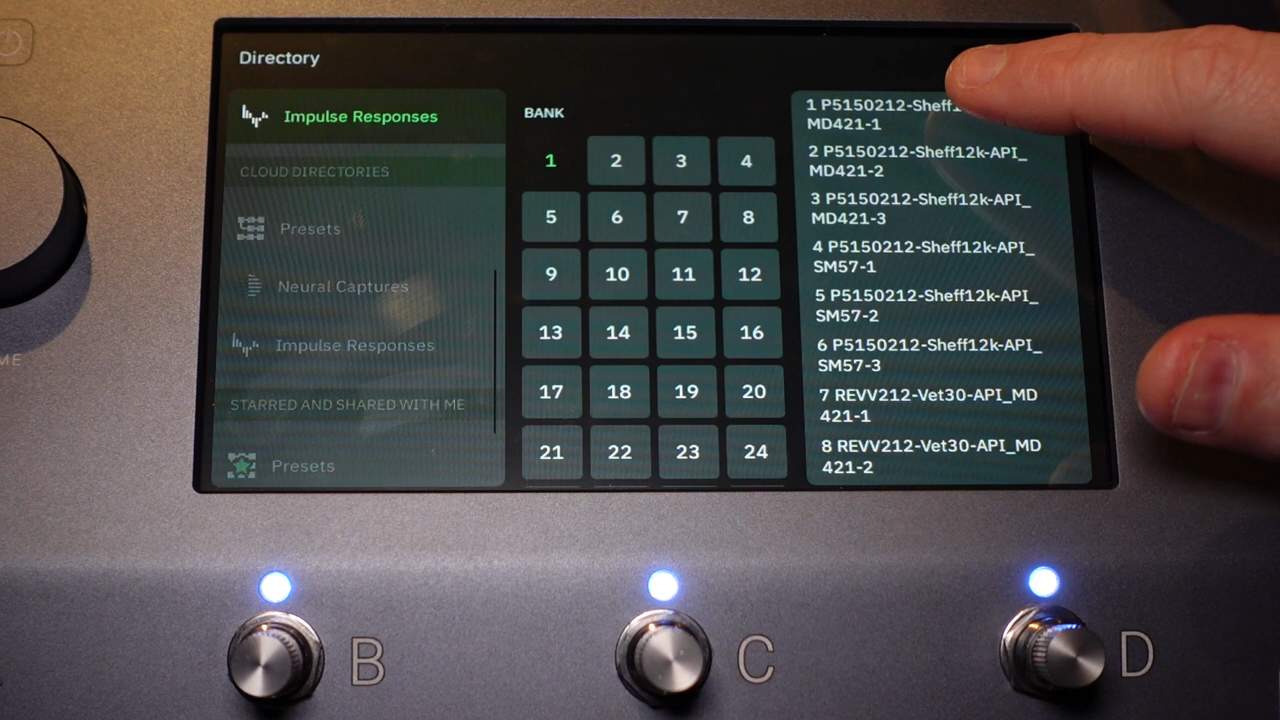 Directory
Impulse Responses
CLOUD DIRECTORIES
Presets
Neural Captures
Impulse Responses
STARRED AND SHARED WITH ME
Presets
BANK
1 2 3 4
5 6 7 8
9 10 11 12
13 14 15 16
17 18 19 20
21 22 23 24
1 P5150212-Sheff1
MD421-1
2 P5150212-Sheff12k-API_
MD421-2
3 P5150212-Sheff12k-API_
MD421-3
4 P5150212-Sheff12k-API_
SM57-1
5 P5150212-Sheff12k-API_
SM57-2
6 P5150212-Sheff12k-API_
SM57-3
7 REVV212-Vet30-API_MD
421-1
8 REVV212-Vet30-API_MD
421-2
ME
B C D